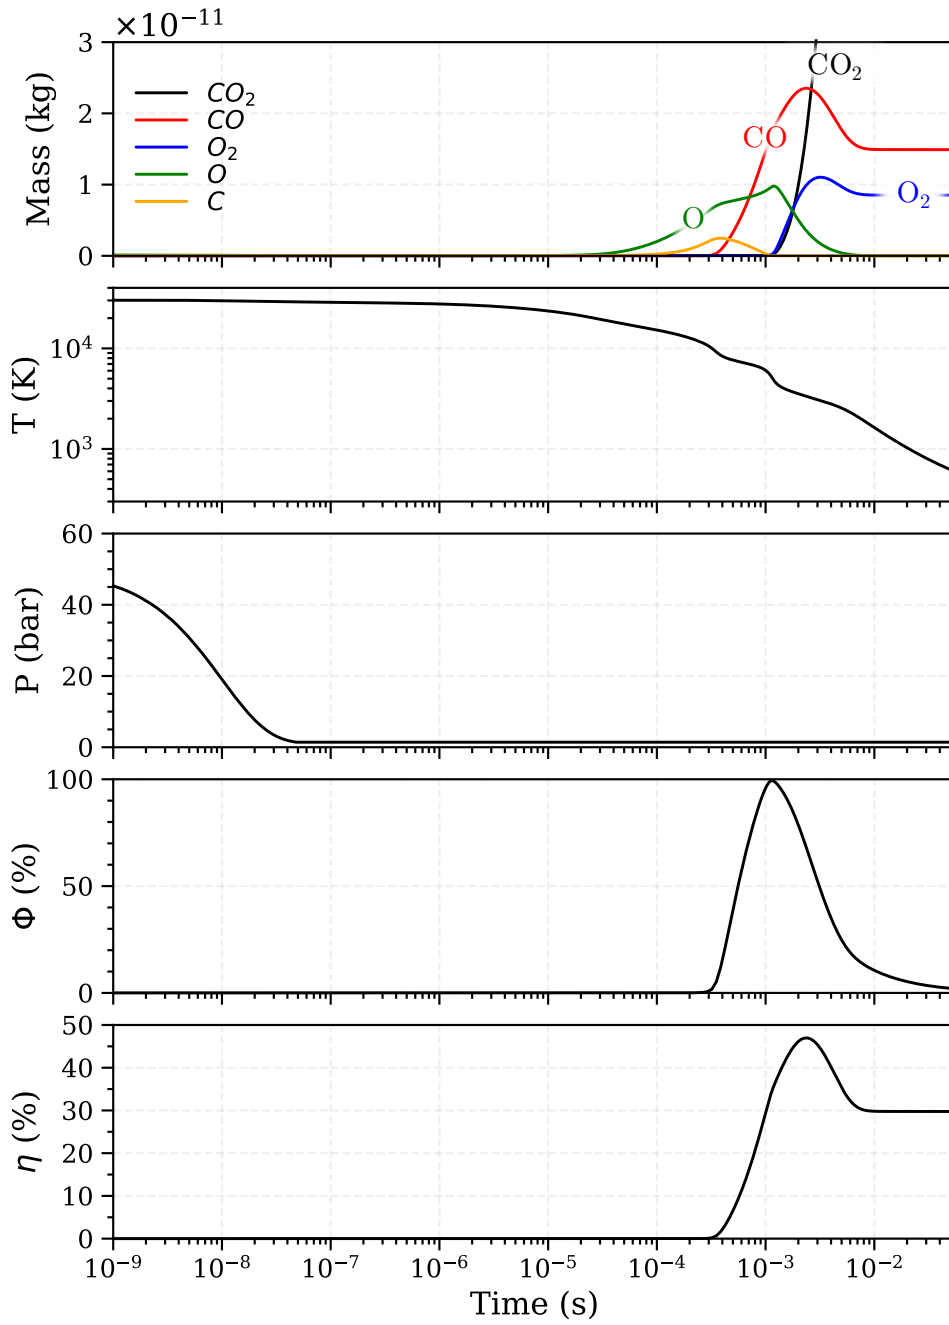 ×10⁻¹¹
3
2
1
0
Mass (kg)
CO₂
CO
O₂
O
C
CO₂
CO
O
O₂
10⁴
10³
T (K)
60
40
20
0
P (bar)
100
50
0
Φ (%)
50
40
30
20
10
0
η (%)
10⁻⁹ 10⁻⁸ 10⁻⁷ 10⁻⁶ 10⁻⁵ 10⁻⁴ 10⁻³ 10⁻²
Time (s)